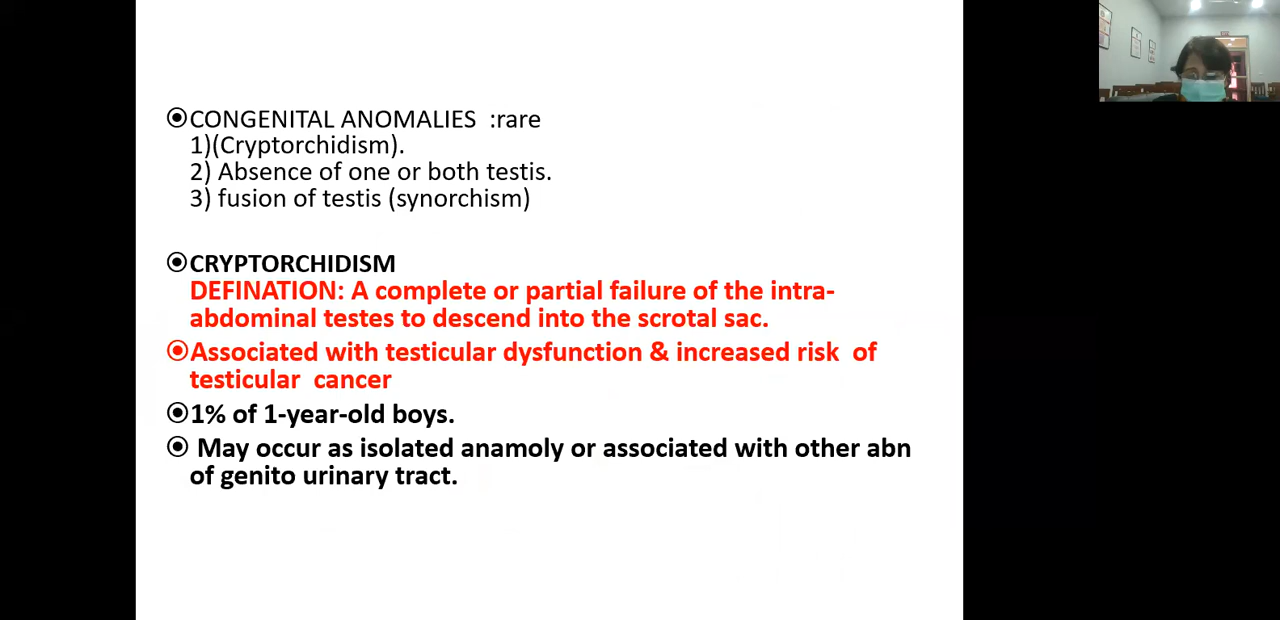 CONGENITAL ANOMALIES :rare
1)(Cryptorchidism).
2) Absence of one or both testis.
3) fusion of testis (synorchism)
CRYPTORCHIDISM
DEFINATION: A complete or partial failure of the intra-
abdominal testes to descend into the scrotal sac.
Associated with testicular dysfunction & increased risk of
testicular cancer
1% of 1-year-old boys.
May occur as isolated anamoly or associated with other abn
of genito urinary tract.